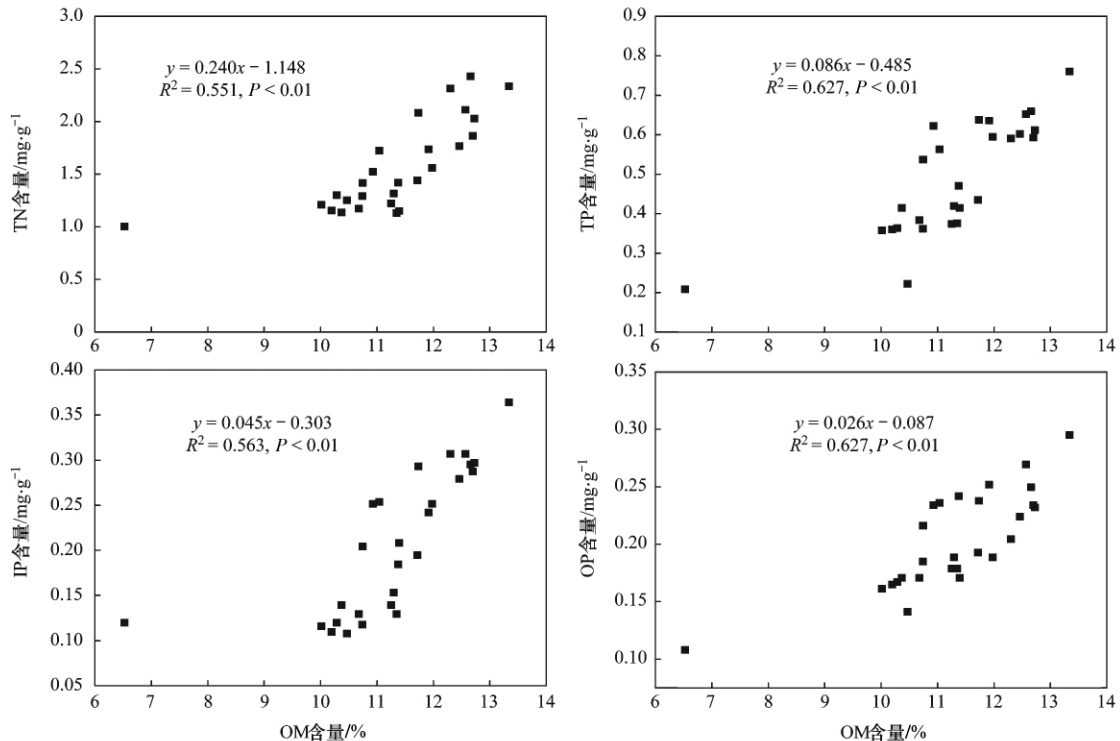 3.0
2.5
2.0
1.5
1.0
0.5
0
TN含量/mg·g⁻¹
y = 0.240x − 1.148
R² = 0.551, P < 0.01
6 7 8 9 10 11 12 13 14
0.9
0.8
0.7
0.6
0.5
0.4
0.3
0.2
0.1
TP含量/mg·g⁻¹
y = 0.086x − 0.485
R² = 0.627, P < 0.01
6 7 8 9 10 11 12 13 14
0.40
0.35
0.30
0.25
0.20
0.15
0.10
0.05
IP含量/mg·g⁻¹
y = 0.045x − 0.303
R² = 0.563, P < 0.01
6 7 8 9 10 11 12 13 14
OM含量/%
0.35
0.30
0.25
0.20
0.15
0.10
OP含量/mg·g⁻¹
y = 0.026x − 0.087
R² = 0.627, P < 0.01
6 7 8 9 10 11 12 13 14
OM含量/%